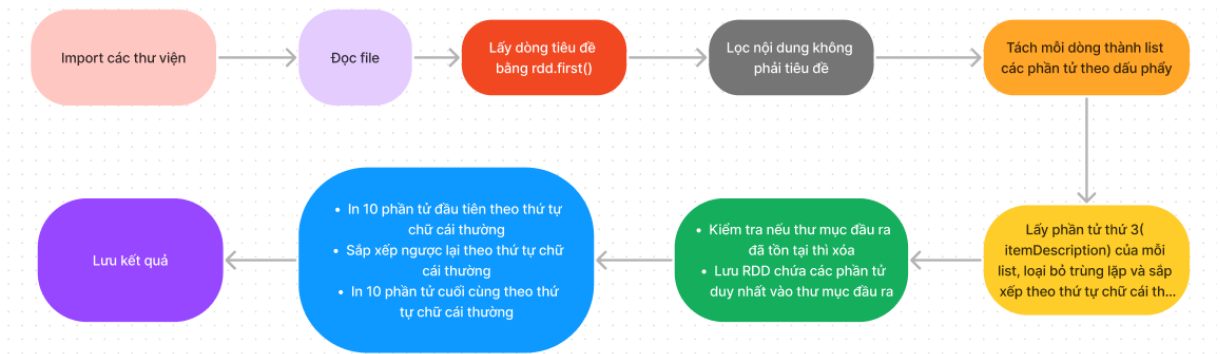 Import các thư viện
Đọc file
Lấy dòng tiêu đề
bằng rdd.first()
Lọc nội dung không
phải tiêu đề
Tách mỗi dòng thành list
các phần tử theo dấu phẩy
Lấy phần tử thứ 3(
itemDescription) của mỗi
list, loại bỏ trùng lặp và sắp
xếp theo thứ tự chữ cái th...
• Kiểm tra nếu thư mục đầu ra
đã tồn tại thì xóa
• Lưu RDD chứa các phần tử
duy nhất vào thư mục đầu ra
• In 10 phần tử đầu tiên theo thứ tự
chữ cái thường
• Sắp xếp ngược lại theo thứ tự chữ
cái thường
• In 10 phần tử cuối cùng theo thứ
tự chữ cái thường
Lưu kết quả